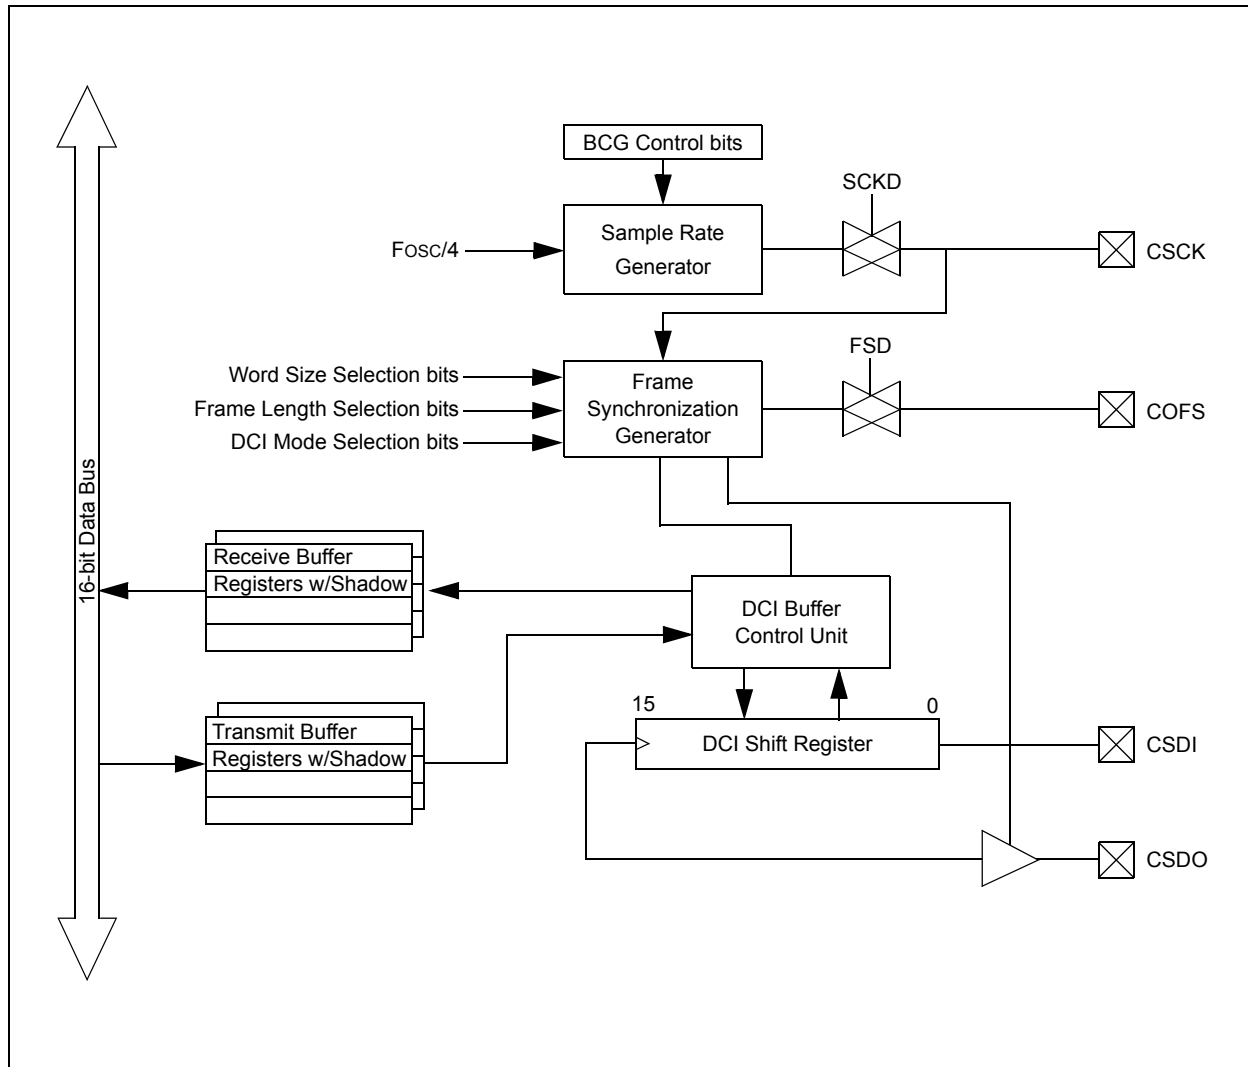 BCG Control bits
SCKD
Sample Rate
Generator
FOSC/4
CSCK
FSD
Word Size Selection bits
Frame Length Selection bits
DCI Mode Selection bits
Frame
Synchronization
Generator
COFS
16-bit Data Bus
Receive Buffer
Registers w/Shadow
DCI Buffer
Control Unit
Transmit Buffer
Registers w/Shadow
15
0
DCI Shift Register
CSDI
CSDO